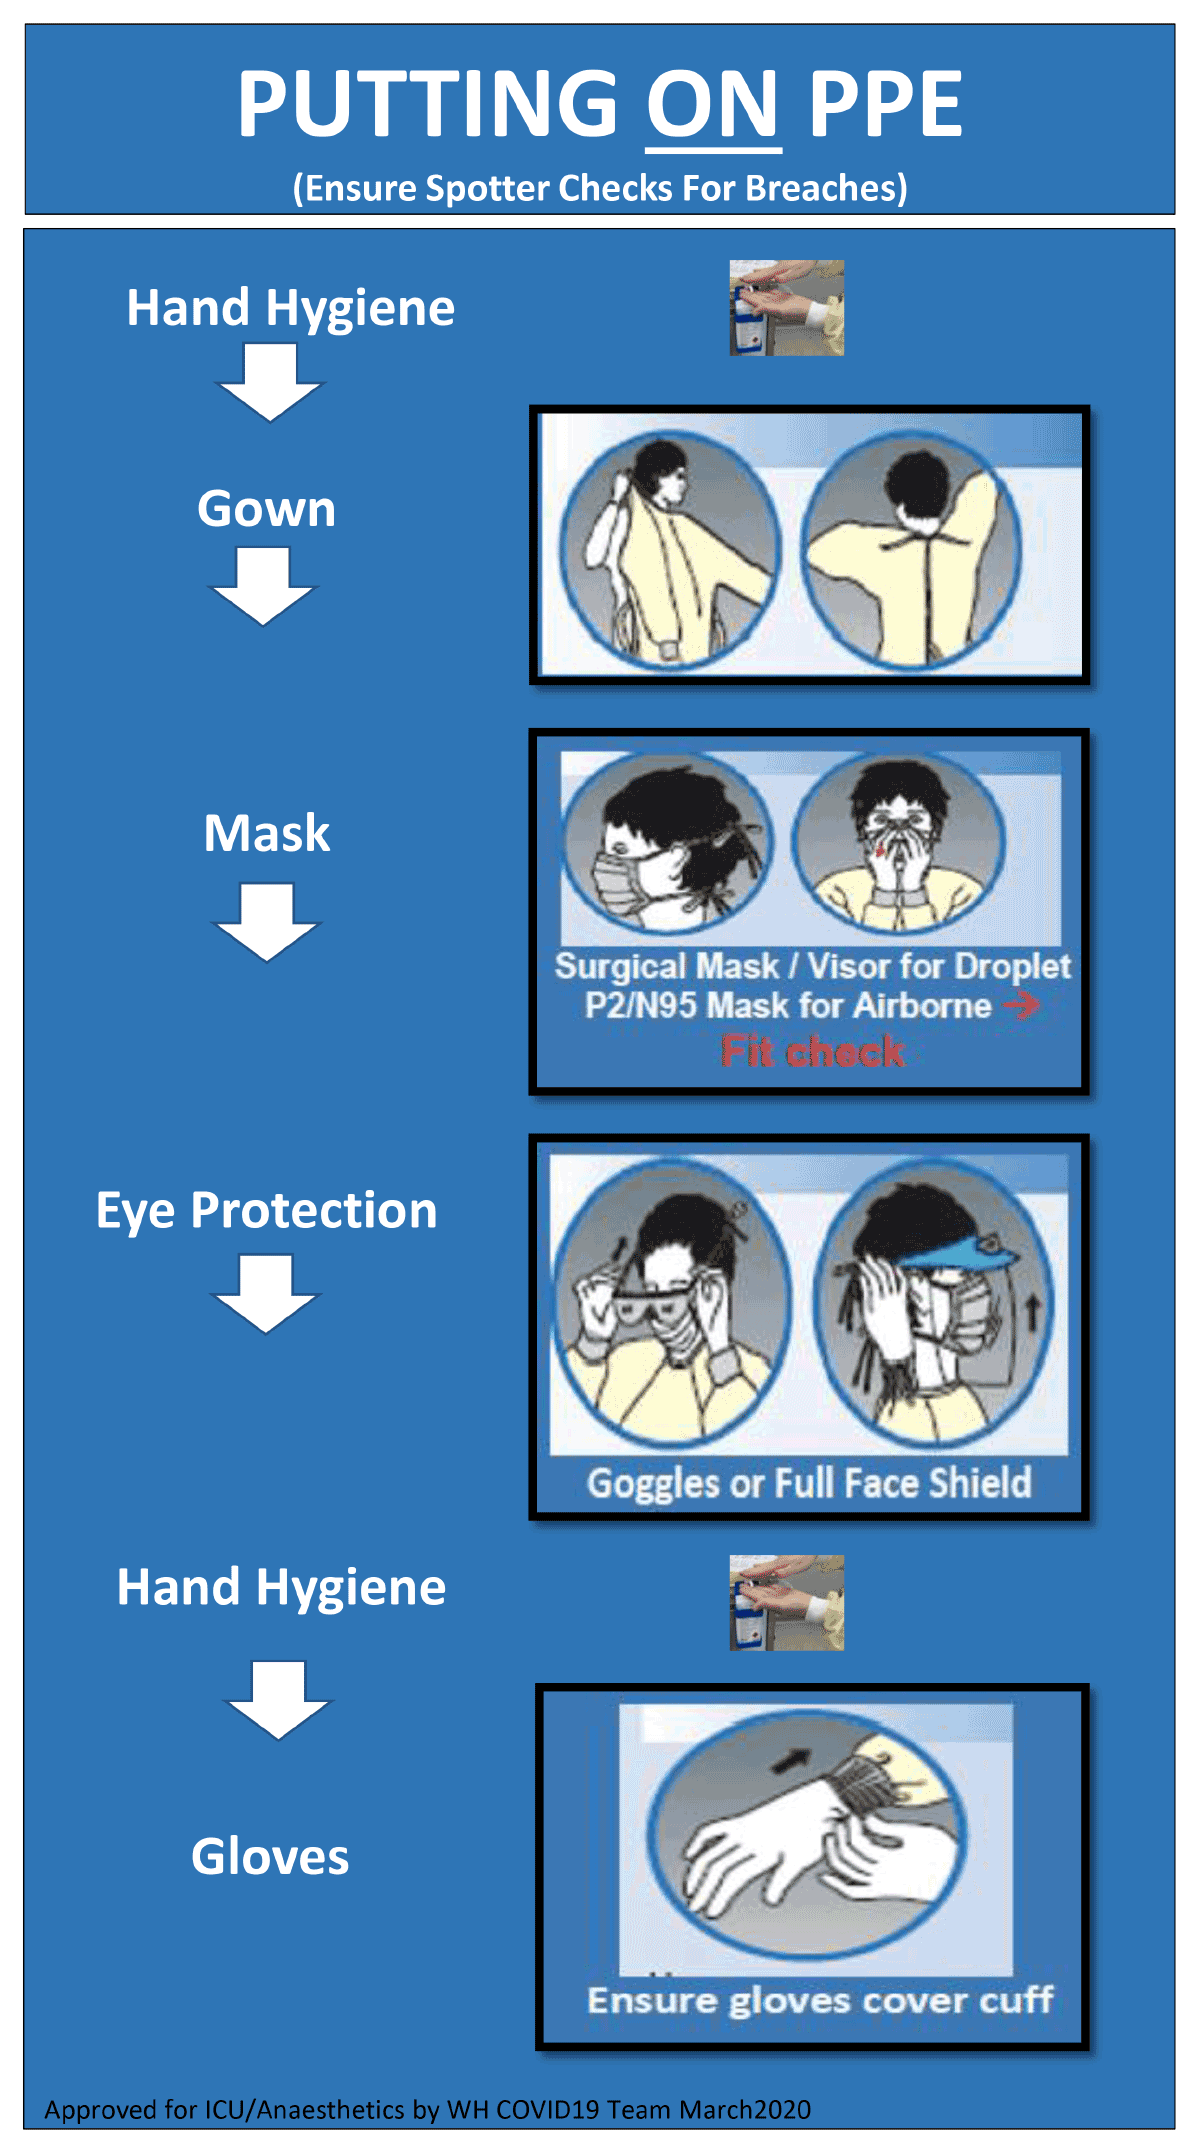 PUTTING ON PPE
(Ensure Spotter Checks For Breaches)
Hand Hygiene
Gown
Mask
Surgical Mask / Visor for Droplet
P2/N95 Mask for Airborne →
Fit check
Eye Protection
Goggles or Full Face Shield
Hand Hygiene
Gloves
Ensure gloves cover cuff
Approved for ICU/Anaesthetics by WH COVID19 Team March2020